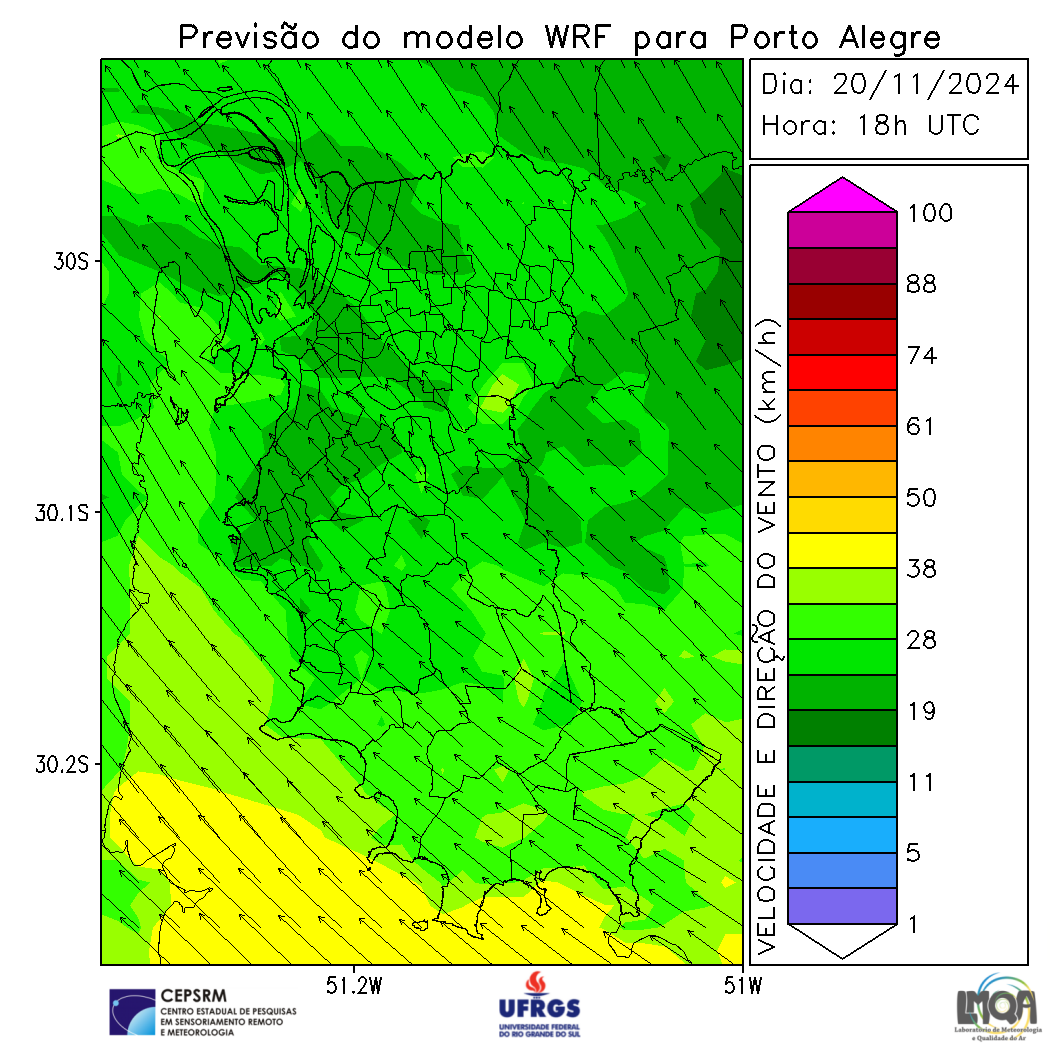 Previsão do modelo WRF para Porto Alegre
Dia: 20/11/2024
Hora: 18h UTC
30S
30.1S
30.2S
51.2W
51W
VELOCIDADE E DIREÇÃO DO VENTO (km/h)
100
88
74
61
50
38
28
19
11
5
1
CEPSRM
CENTRO ESTADUAL DE PESQUISAS
EM SENSORIAMENTO REMOTO
E METEOROLOGIA
UFRGS
UNIVERSIDADE FEDERAL
DO RIO GRANDE DO SUL
LMQA
Laboratório de Meteorologia
e Qualidade do Ar